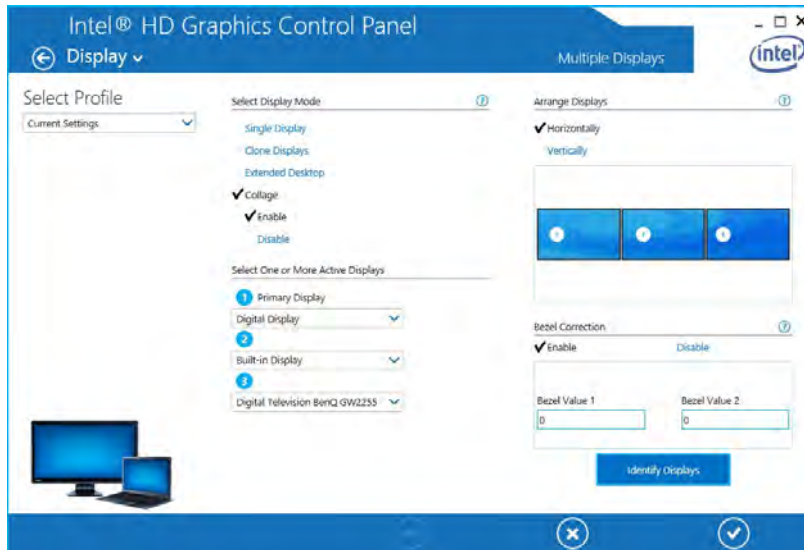 Intel® HD Graphics Control Panel
Display
Multiple Displays
intel
Select Profile
Current Settings
Select Display Mode
?
Single Display
Clone Displays
Extended Desktop
Collage
Enable
Disable
Select One or More Active Displays
1 Primary Display
Digital Display
2
Built-in Display
3
Digital Television BenQ GW2255
Arrange Displays
?
Horizontally
Vertically
Bezel Correction
?
Enable
Disable
Bezel Value 1
Bezel Value 2
0
0
Identify Displays